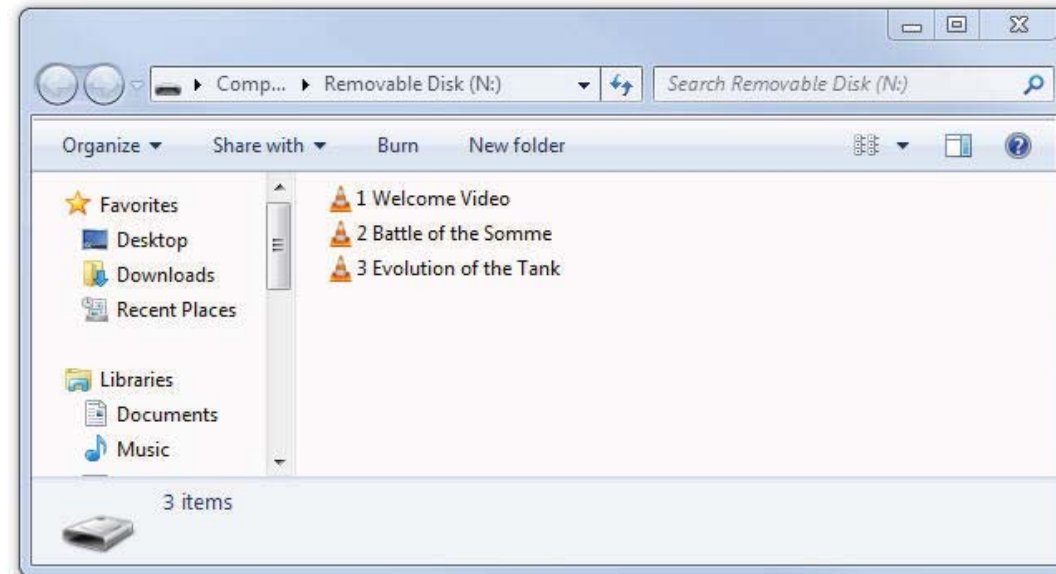 Comp... Removable Disk (N:) Search Removable Disk (N:)
Organize Share with Burn New folder
Favorites
Desktop
Downloads
Recent Places
Libraries
Documents
Music
1 Welcome Video
2 Battle of the Somme
3 Evolution of the Tank
3 items